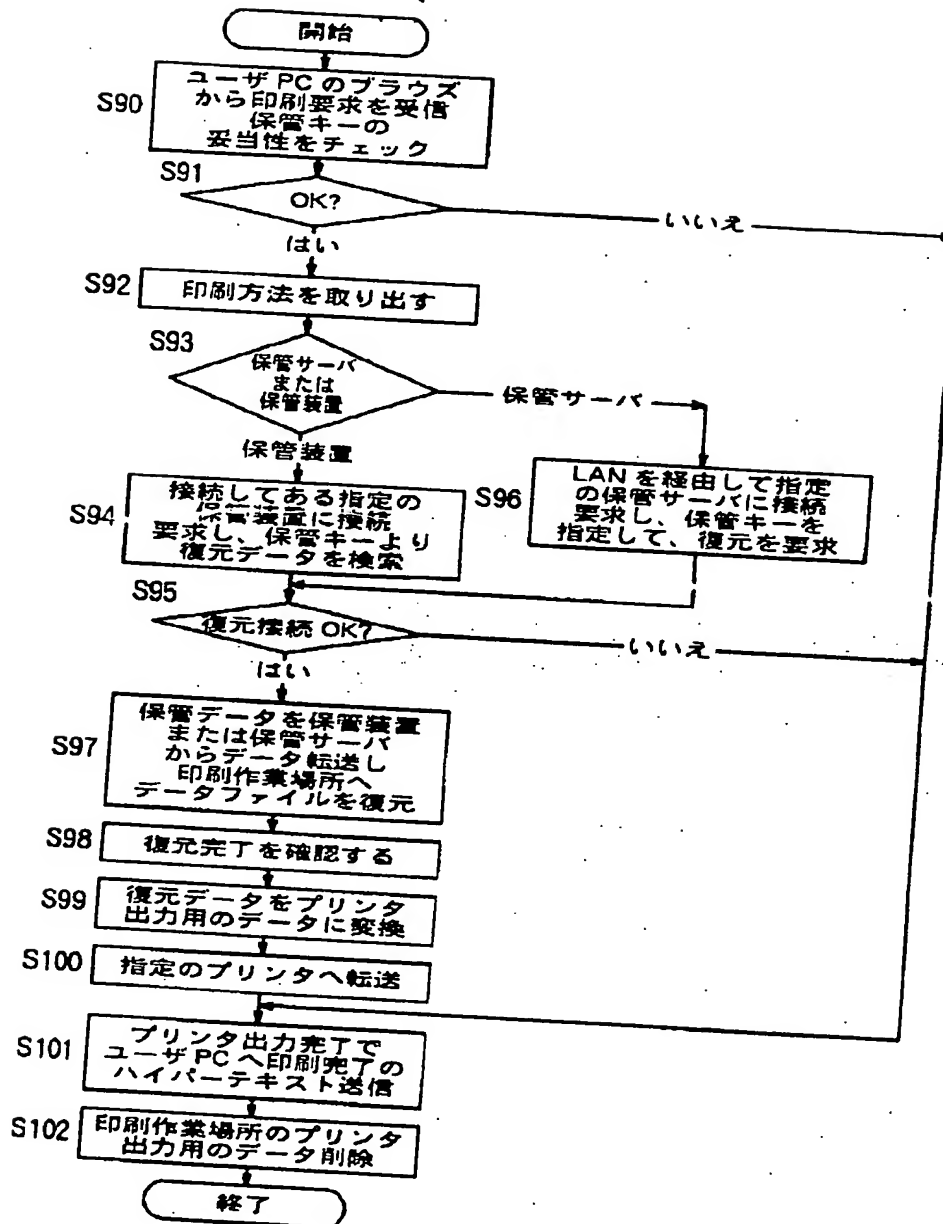 開始
S90
ユーザ PC のブラウズ
から印刷要求を受信
保管キーの
妥当性をチェック
S91
OK?
いいえ
はい
S92
印刷方法を取り出す
S93
保管サーバ
または
保管装置
保管サーバ
保管装置
S94
接続してある指定の
保管装置に接続
要求し、保管キーより
復元データを検索
S96
LAN を経由して指定
の保管サーバに接続
要求し、保管キーを
指定して、復元を要求
S95
復元接続 OK?
いいえ
はい
S97
保管データを保管装置
または保管サーバ
からデータ転送し
印刷作業場所へ
データファイルを復元
S98
復元完了を確認する
S99
復元データをプリンタ
出力用のデータに変換
S100
指定のプリンタへ転送
S101
プリンタ出力完了で
ユーザ PC へ印刷完了の
ハイパーテキスト送信
S102
印刷作業場所のプリンタ
出力用のデータ削除
終了